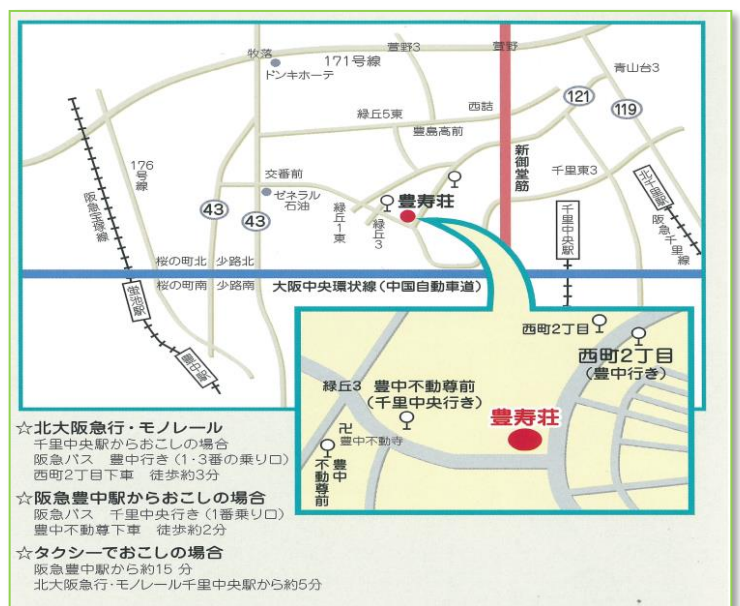 牧落
ドンキホーテ
171号線
萱野3
萱野
青山台3
西詰
121
119
緑丘5東
豊島高前
176号線
交番前
ゼネラル石油
43
43
新御堂筋
千里東3
阪急宝塚線
緑丘1東
緑丘3
豊寿荘
千里中央駅
北千里駅
阪急千里線
桜の町北
少路北
桜の町南
少路南
大阪中央環状線(中国自動車道)
蛍池駅
豊中駅
西町2丁目
西町2丁目
(豊中行き)
緑丘3
豊中不動尊前
(千里中央行き)
豊寿荘
卍
豊中不動寺
豊中不動尊前
☆北大阪急行・モノレール
千里中央駅からおこしの場合
阪急バス 豊中行き(1・3番の乗り口)
西町2丁目下車 徒歩約3分
☆阪急豊中駅からおこしの場合
阪急バス 千里中央行き(1番乗り口)
豊中不動尊下車 徒歩約2分
☆タクシーでおこしの場合
阪急豊中駅から約15 分
北大阪急行・モノレール千里中央駅から約5分